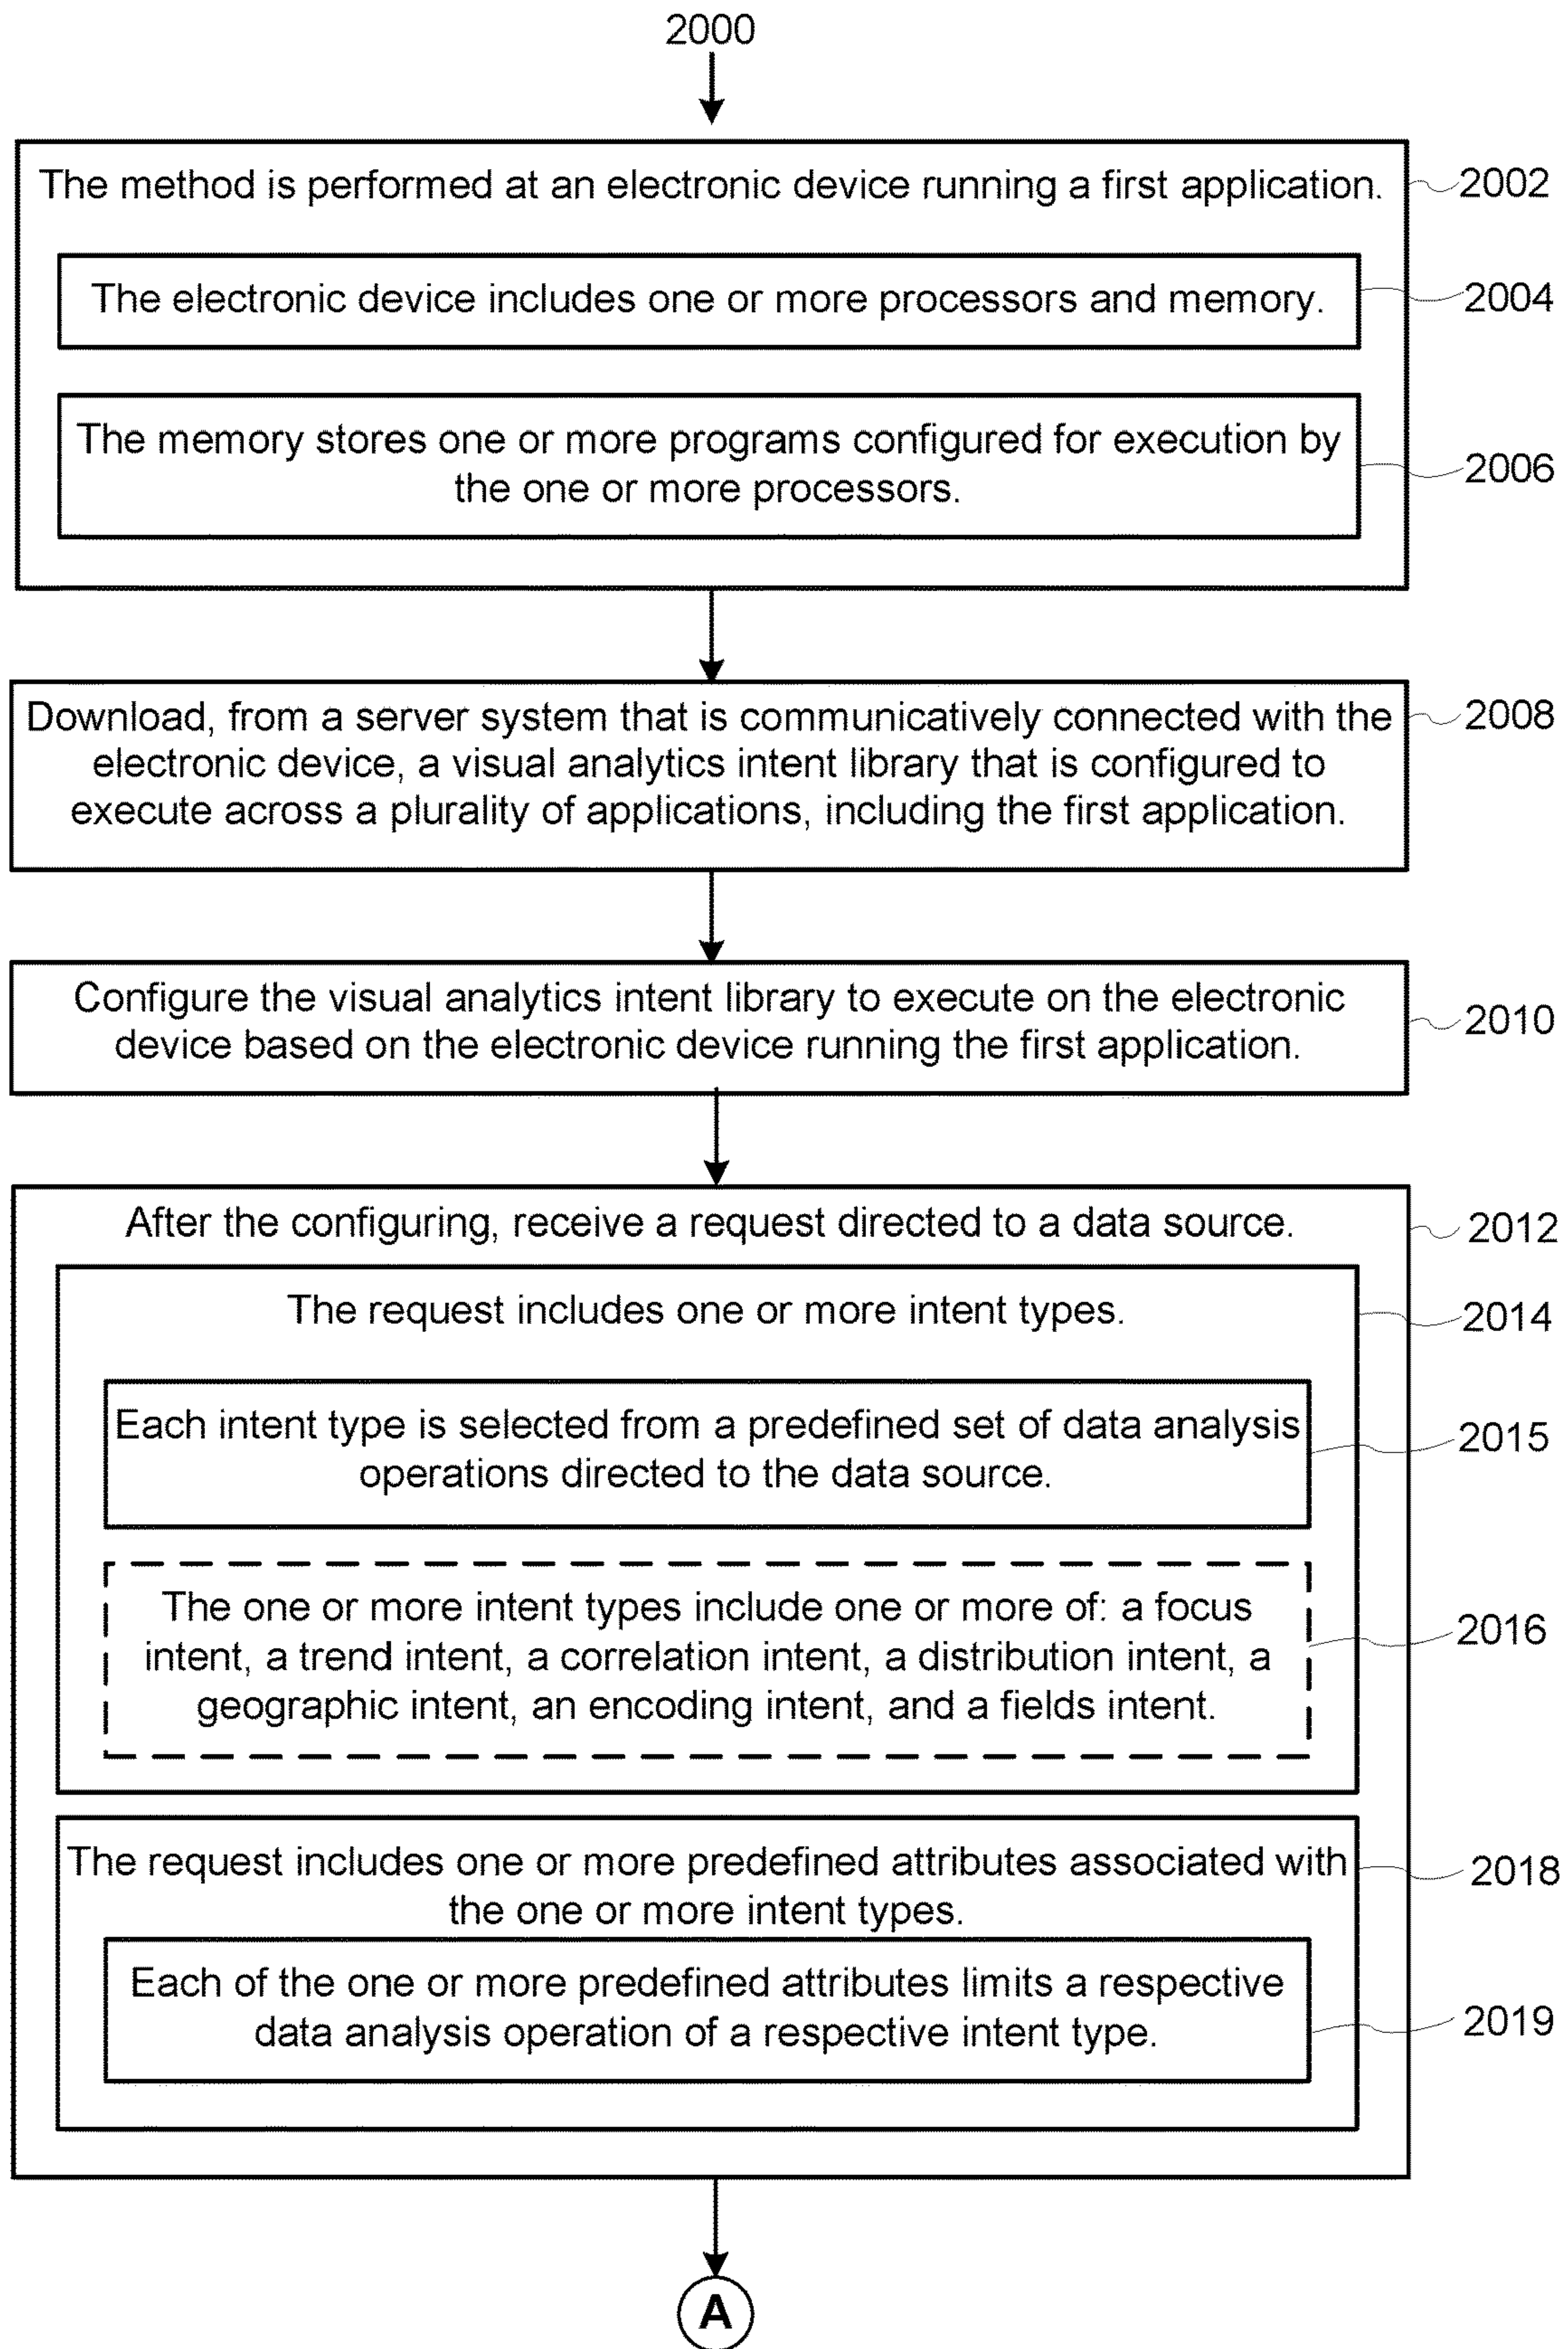 2000
The method is performed at an electronic device running a first application.
2002
The electronic device includes one or more processors and memory.
2004
The memory stores one or more programs configured for execution by
the one or more processors.
2006
Download, from a server system that is communicatively connected with the
electronic device, a visual analytics intent library that is configured to
execute across a plurality of applications, including the first application.
2008
Configure the visual analytics intent library to execute on the electronic
device based on the electronic device running the first application.
2010
After the configuring, receive a request directed to a data source.
2012
The request includes one or more intent types.
2014
Each intent type is selected from a predefined set of data analysis
operations directed to the data source.
2015
The one or more intent types include one or more of: a focus
intent, a trend intent, a correlation intent, a distribution intent, a
geographic intent, an encoding intent, and a fields intent.
2016
The request includes one or more predefined attributes associated with
the one or more intent types.
2018
Each of the one or more predefined attributes limits a respective
data analysis operation of a respective intent type.
2019
A